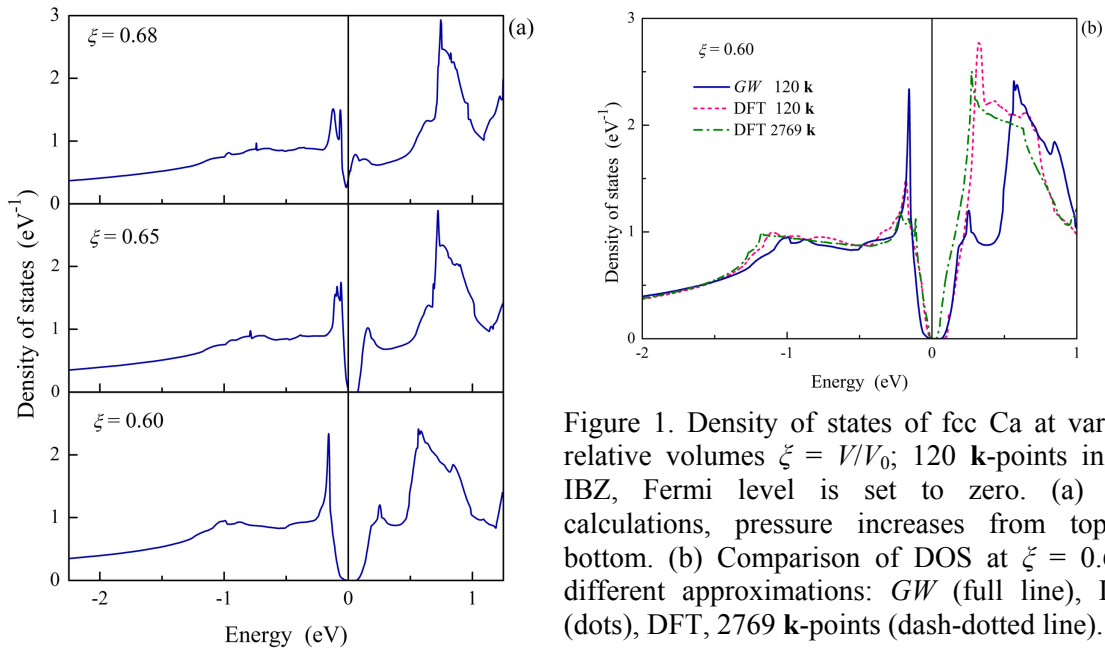 (a)
ξ = 0.68
3
2
1
0
ξ = 0.65
3
2
1
0
ξ = 0.60
2
1
0
-2
-1
0
1
Density of states (eV⁻¹)
Energy (eV)
(b)
ξ = 0.60
GW 120 k
DFT 120 k
DFT 2769 k
3
2
1
0
-2
-1
0
1
Density of states (eV⁻¹)
Energy (eV)
Figure 1. Density of states of fcc Ca at var
relative volumes ξ = V/V₀; 120 k-points in
IBZ, Fermi level is set to zero. (a)
calculations, pressure increases from top
bottom. (b) Comparison of DOS at ξ = 0.6
different approximations: GW (full line), D
(dots), DFT, 2769 k-points (dash-dotted line).